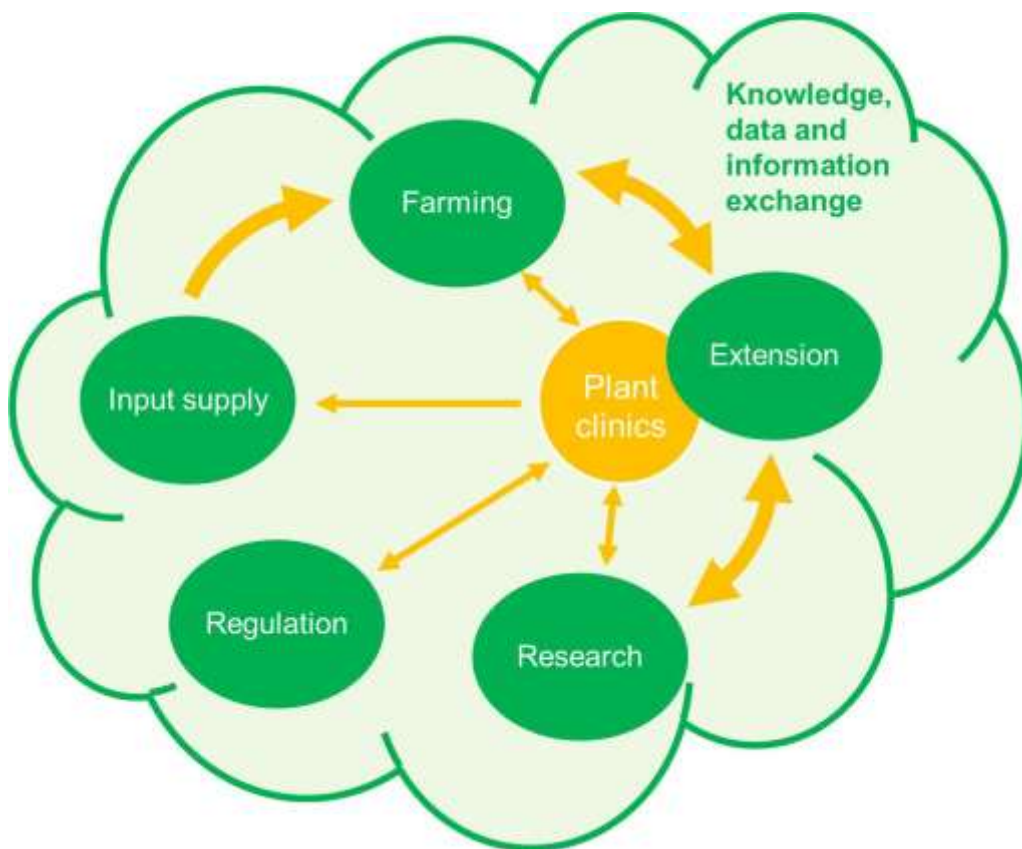 Knowledge,
data and
information
exchange
Farming
Extension
Plant
clinics
Input supply
Regulation
Research